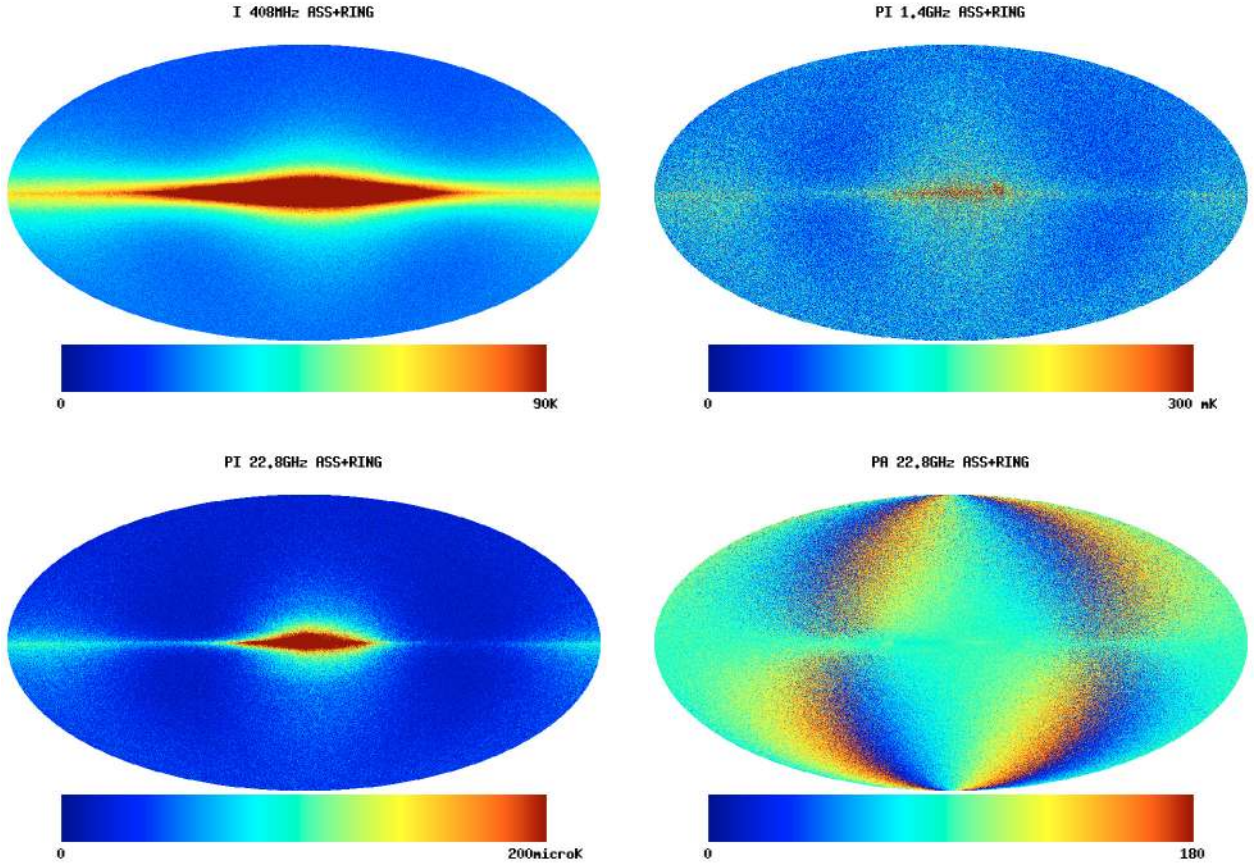 I 408MHz ASS+RING
PI 1.4GHz ASS+RING
0 90K
0 300 mK
PI 22.8GHz ASS+RING
PA 22.8GHz ASS+RING
0 200microK
0 180